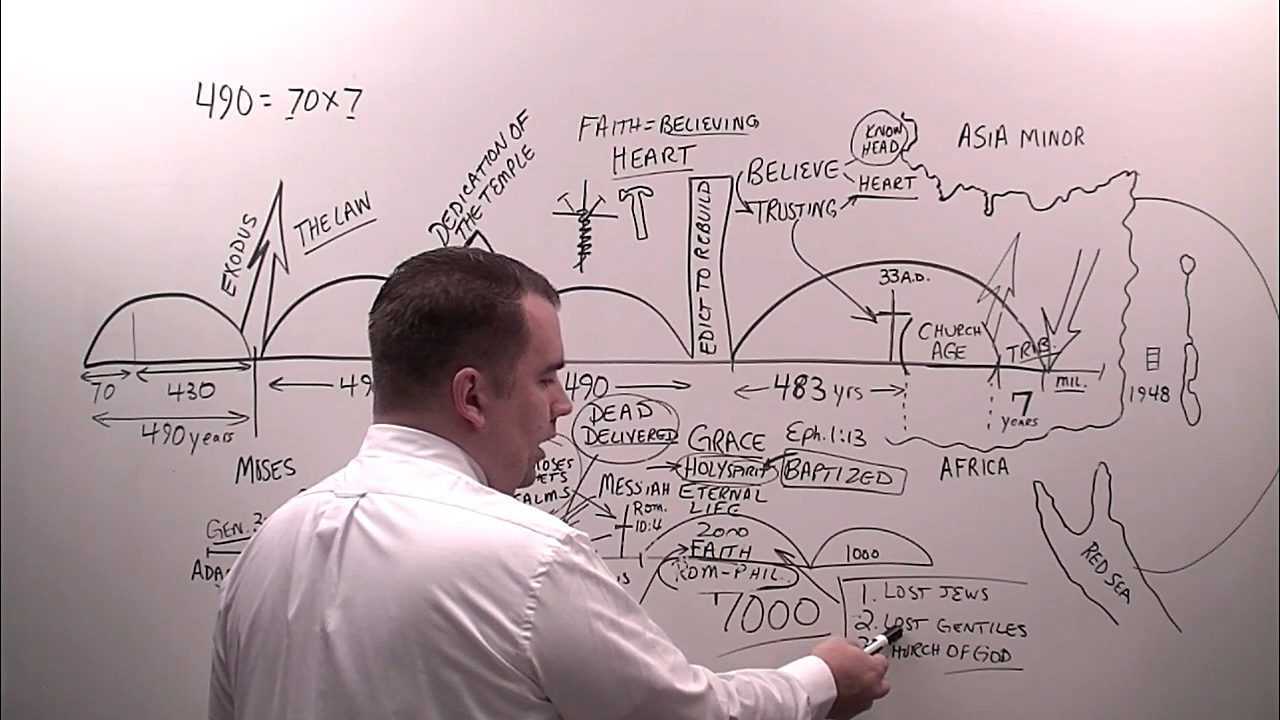 490 = 70x7
EXODUS
THE LAW
DEDICATION OF
THE TEMPLE
FAITH=BELIEVING
HEART
EDICT TO REBUILD
BELIEVE
TRUSTING
KNOW
HEAD
HEART
ASIA MINOR
33 A.D.
CHURCH
AGE
TRIB.
MIL.
1948
70
430
490 years
490
483 yrs
7
YEARS
MOSES
DEAD
DELIVERED
GRACE
Eph. 1:13
HOLY SPIRIT
BAPTIZED
AFRICA
MESSIAH
ETERNAL
LIFE
Rom.
10:4
2000
FAITH
ROM-PHIL.
7000
1000
RED SEA
GEN.
1. LOST JEWS
2. LOST GENTILES
HURCH OF GOD